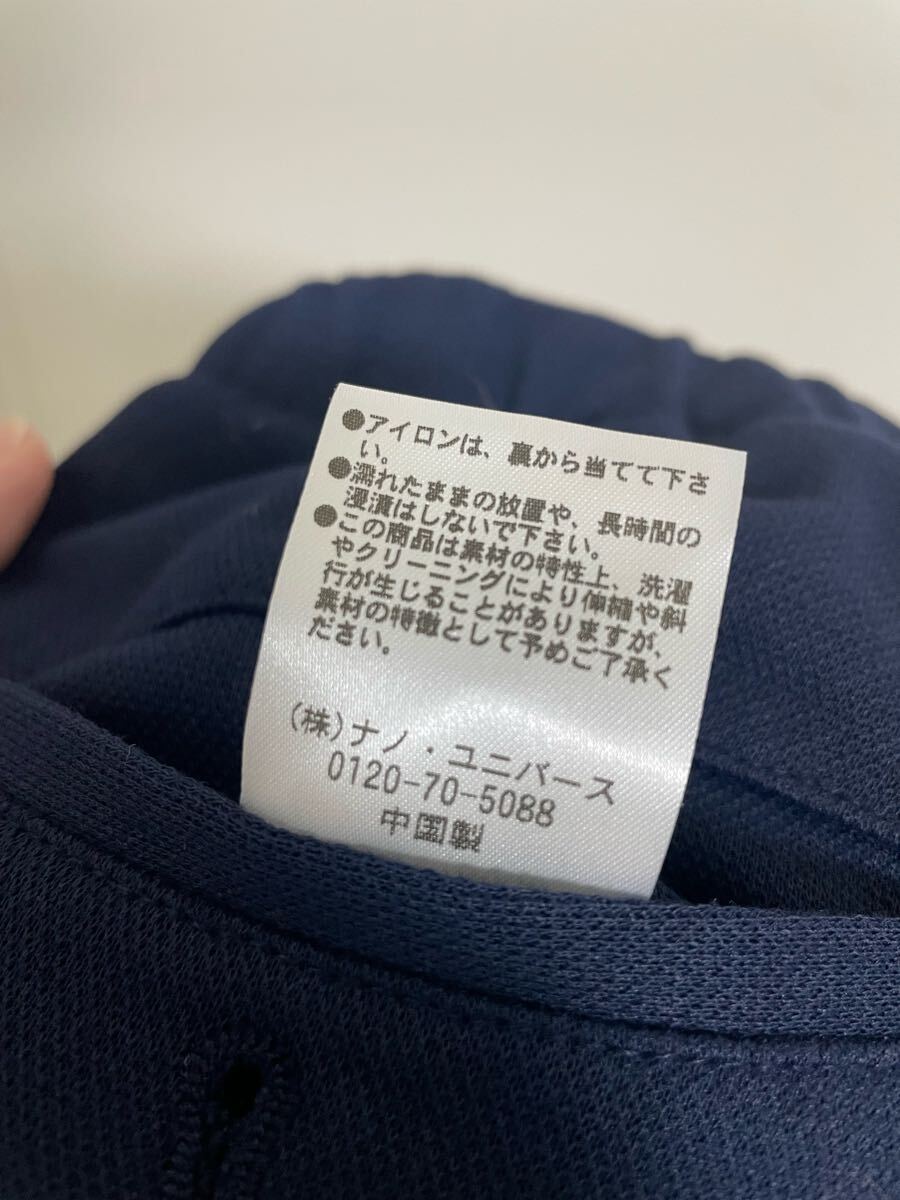 ●アイロンは、裏から当てて下さ
い。
●濡れたままの放置や、長時間の
浸漬はしないで下さい。
●この商品は素材の特性上、洗濯
やクリーニングにより伸縮や斜
行が生じることがありますが、
素材の特徴として予めご了承く
ださい。
(株)ナノ・ユニバース
0120-70-5088
中国製